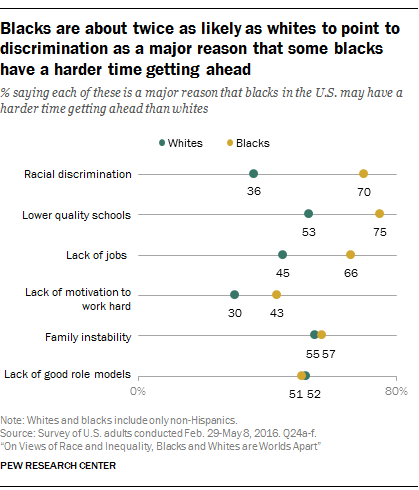 Blacks are about twice as likely as whites to point to
discrimination as a major reason that some blacks
have a harder time getting ahead
% saying each of these is a major reason that blacks in the U.S. may have a
harder time getting ahead than whites
Whites Blacks
Racial discrimination
36 70
Lower quality schools
53 75
Lack of jobs
45 66
Lack of motivation to
work hard
30 43
Family instability
55 57
Lack of good role models
0% 51 52 80%
Note: Whites and blacks include only non-Hispanics.
Source: Survey of U.S. adults conducted Feb. 29-May 8, 2016. Q24a-f.
“On Views of Race and Inequality, Blacks and Whites are Worlds Apart”
PEW RESEARCH CENTER